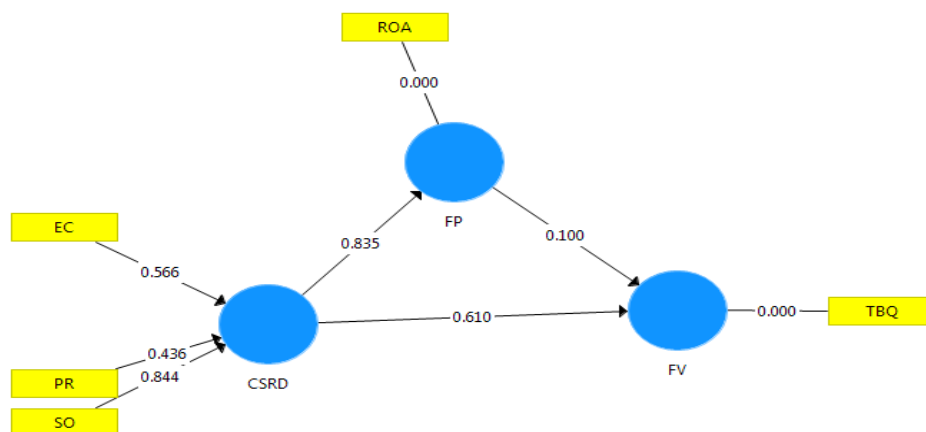 ROA
0.000
FP
EC
0.835
0.100
0.566
0.610
0.000
TBQ
PR
0.436
0.844
CSRD
FV
SO